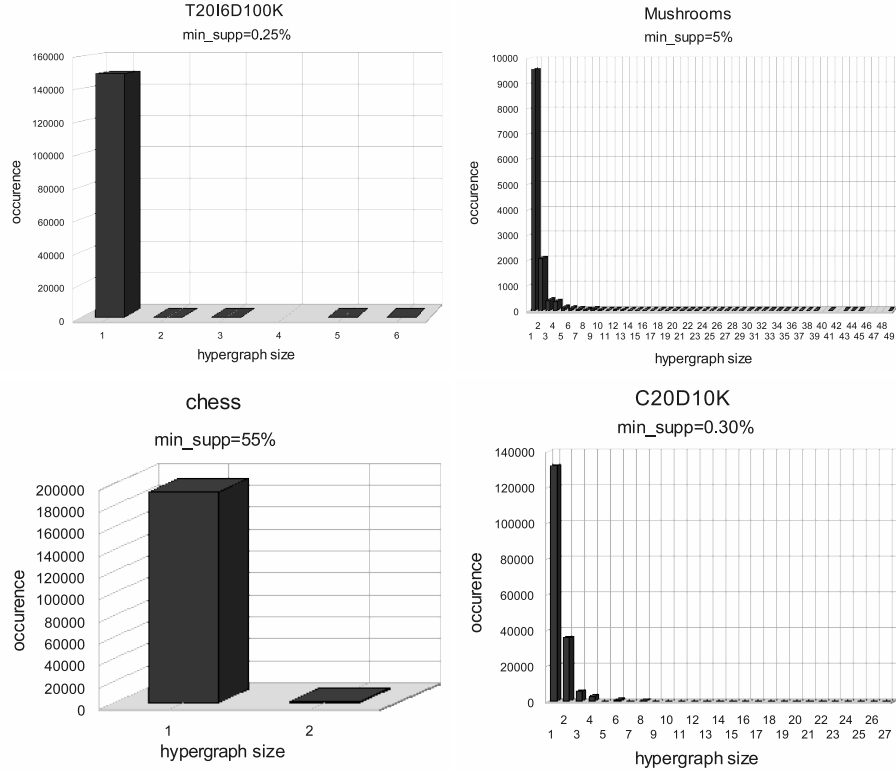 T20I6D100K
min_supp=0.25%
160000
140000
120000
100000
80000
60000
40000
20000
0
occurence
1 2 3 4 5 6
hypergraph size
Mushrooms
min_supp=5%
10000
9000
8000
7000
6000
5000
4000
3000
2000
1000
0
occurence
2 4 6 8 10 12 14 16 18 20 22 24 26 28 30 32 34 36 38 40 42 44 46 48
1 3 5 7 9 11 13 15 17 19 21 23 25 27 29 31 33 35 37 39 41 43 45 47 49
hypergraph size
chess
min_supp=55%
200000
180000
160000
140000
120000
100000
80000
60000
40000
20000
0
occurence
1 2
hypergraph size
C20D10K
min_supp=0.30%
140000
120000
100000
80000
60000
40000
20000
0
occurence
2 4 6 8 10 12 14 16 18 20 22 24 26
1 3 5 7 9 11 13 15 17 19 21 23 25 27
hypergraph size